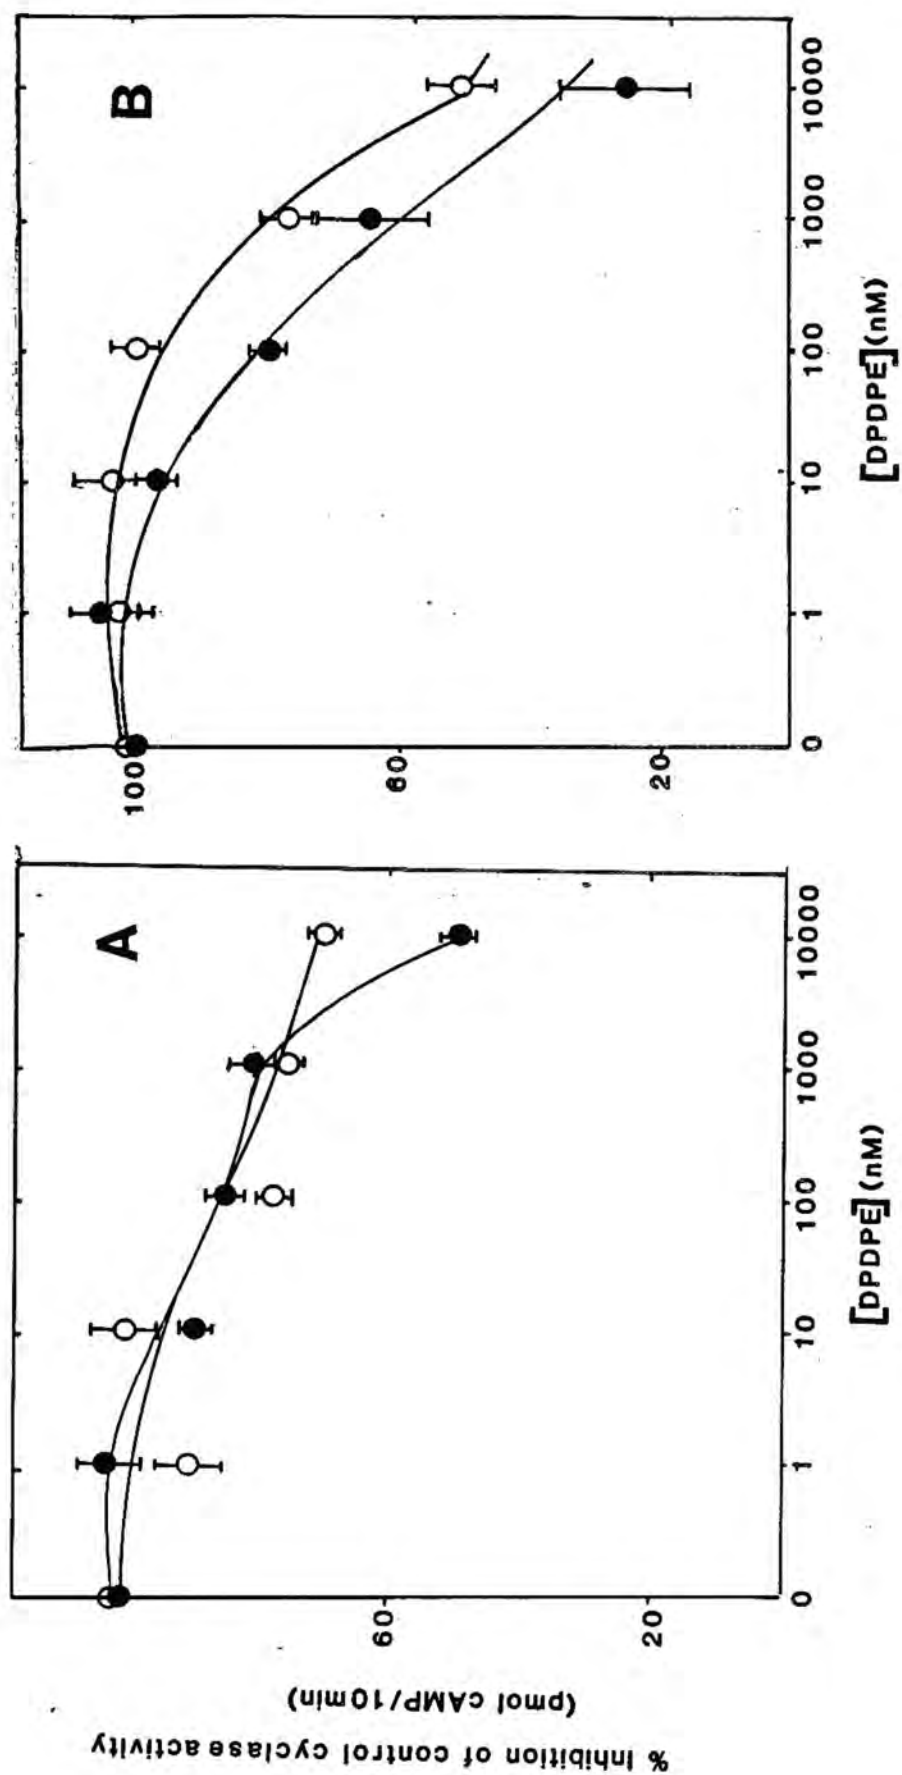 % Inhibition of control cyclase activity
(pmol cAMP/10min)
A
60
20
0 1 10 100 1000 10000
[DPDPE] (nM)
B
100
60
20
0 1 10 100 1000 10000
[DPDPE] (nM)